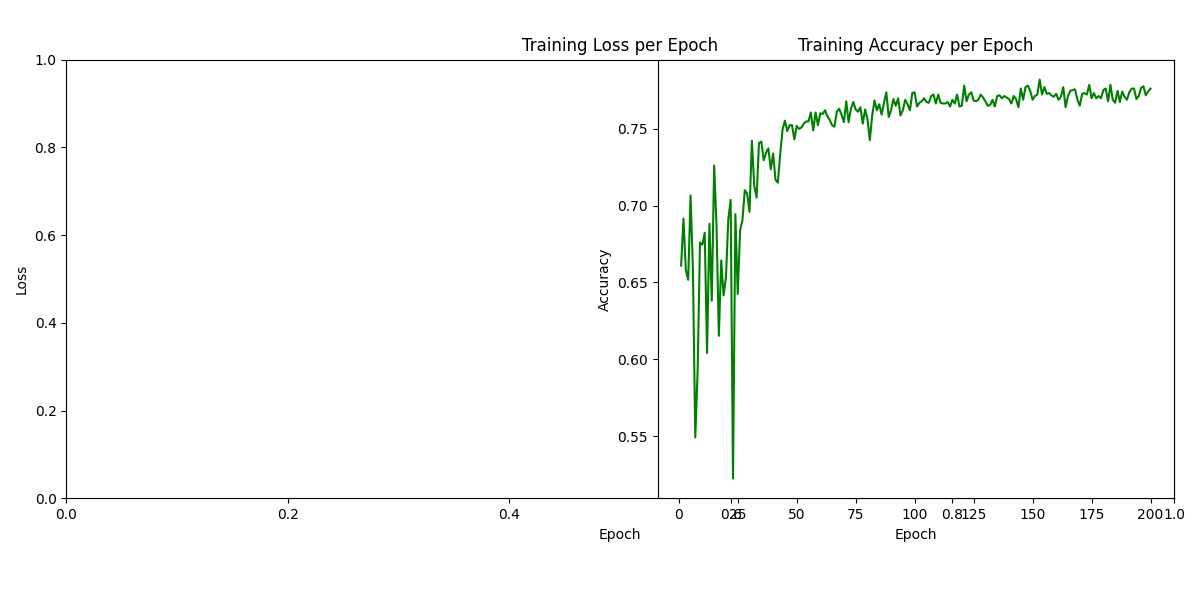 Training Loss per Epoch
Training Accuracy per Epoch
1.0
0.8
0.6
0.4
0.2
0.0
Loss
0.0 0.2 0.4 0.6 0.8 1.0
Epoch
0.75
0.70
0.65
0.60
0.55
Accuracy
0 25 50 75 100 125 150 175 200
Epoch